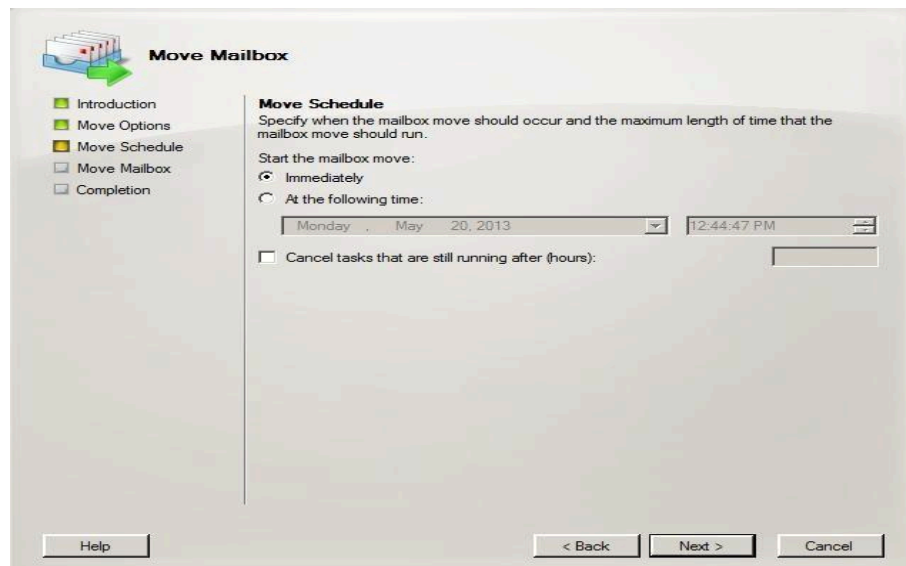 Move Mailbox
Introduction
Move Options
Move Schedule
Move Mailbox
Completion
Move Schedule
Specify when the mailbox move should occur and the maximum length of time that the
mailbox move should run.
Start the mailbox move:
Immediately
At the following time:
Monday , May 20, 2013
12:44:47 PM
Cancel tasks that are still running after (hours):
Help
< Back
Next >
Cancel